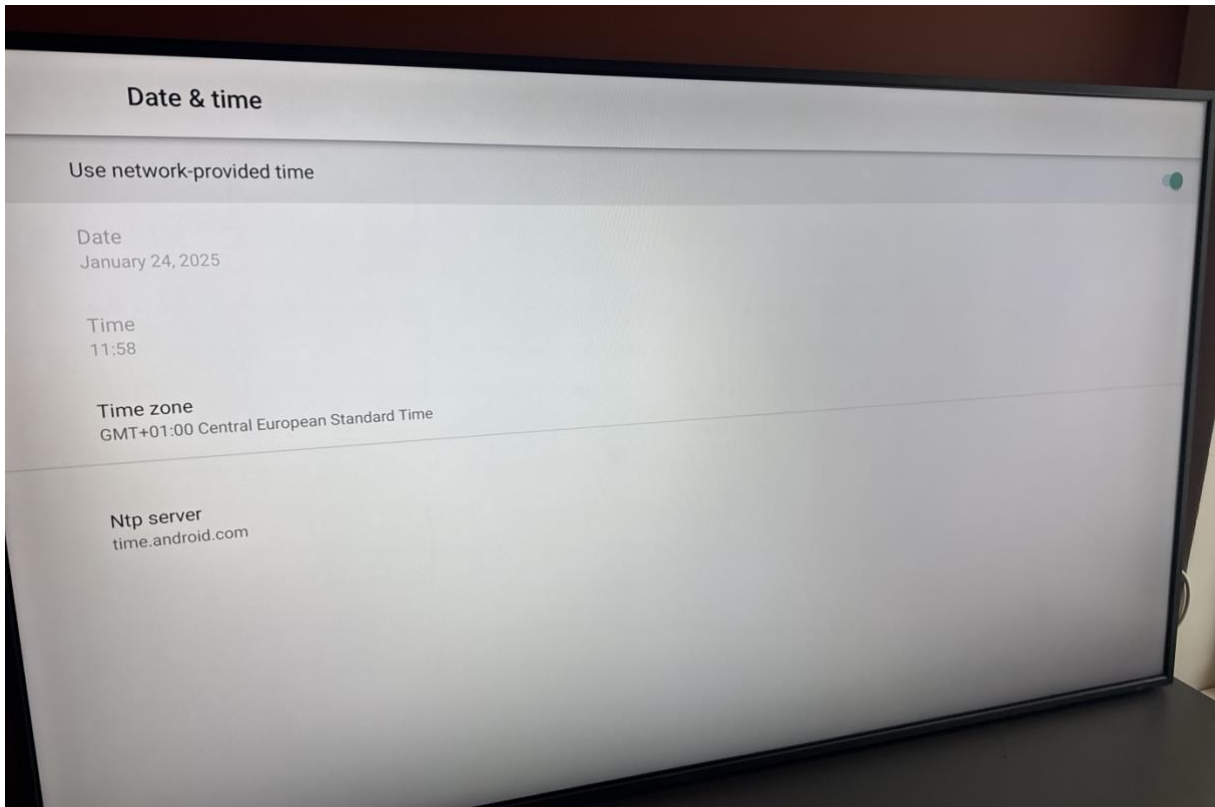 Date & time
Use network-provided time
Date
January 24, 2025
Time
11:58
Time zone
GMT+01:00 Central European Standard Time
Ntp server
time.android.com